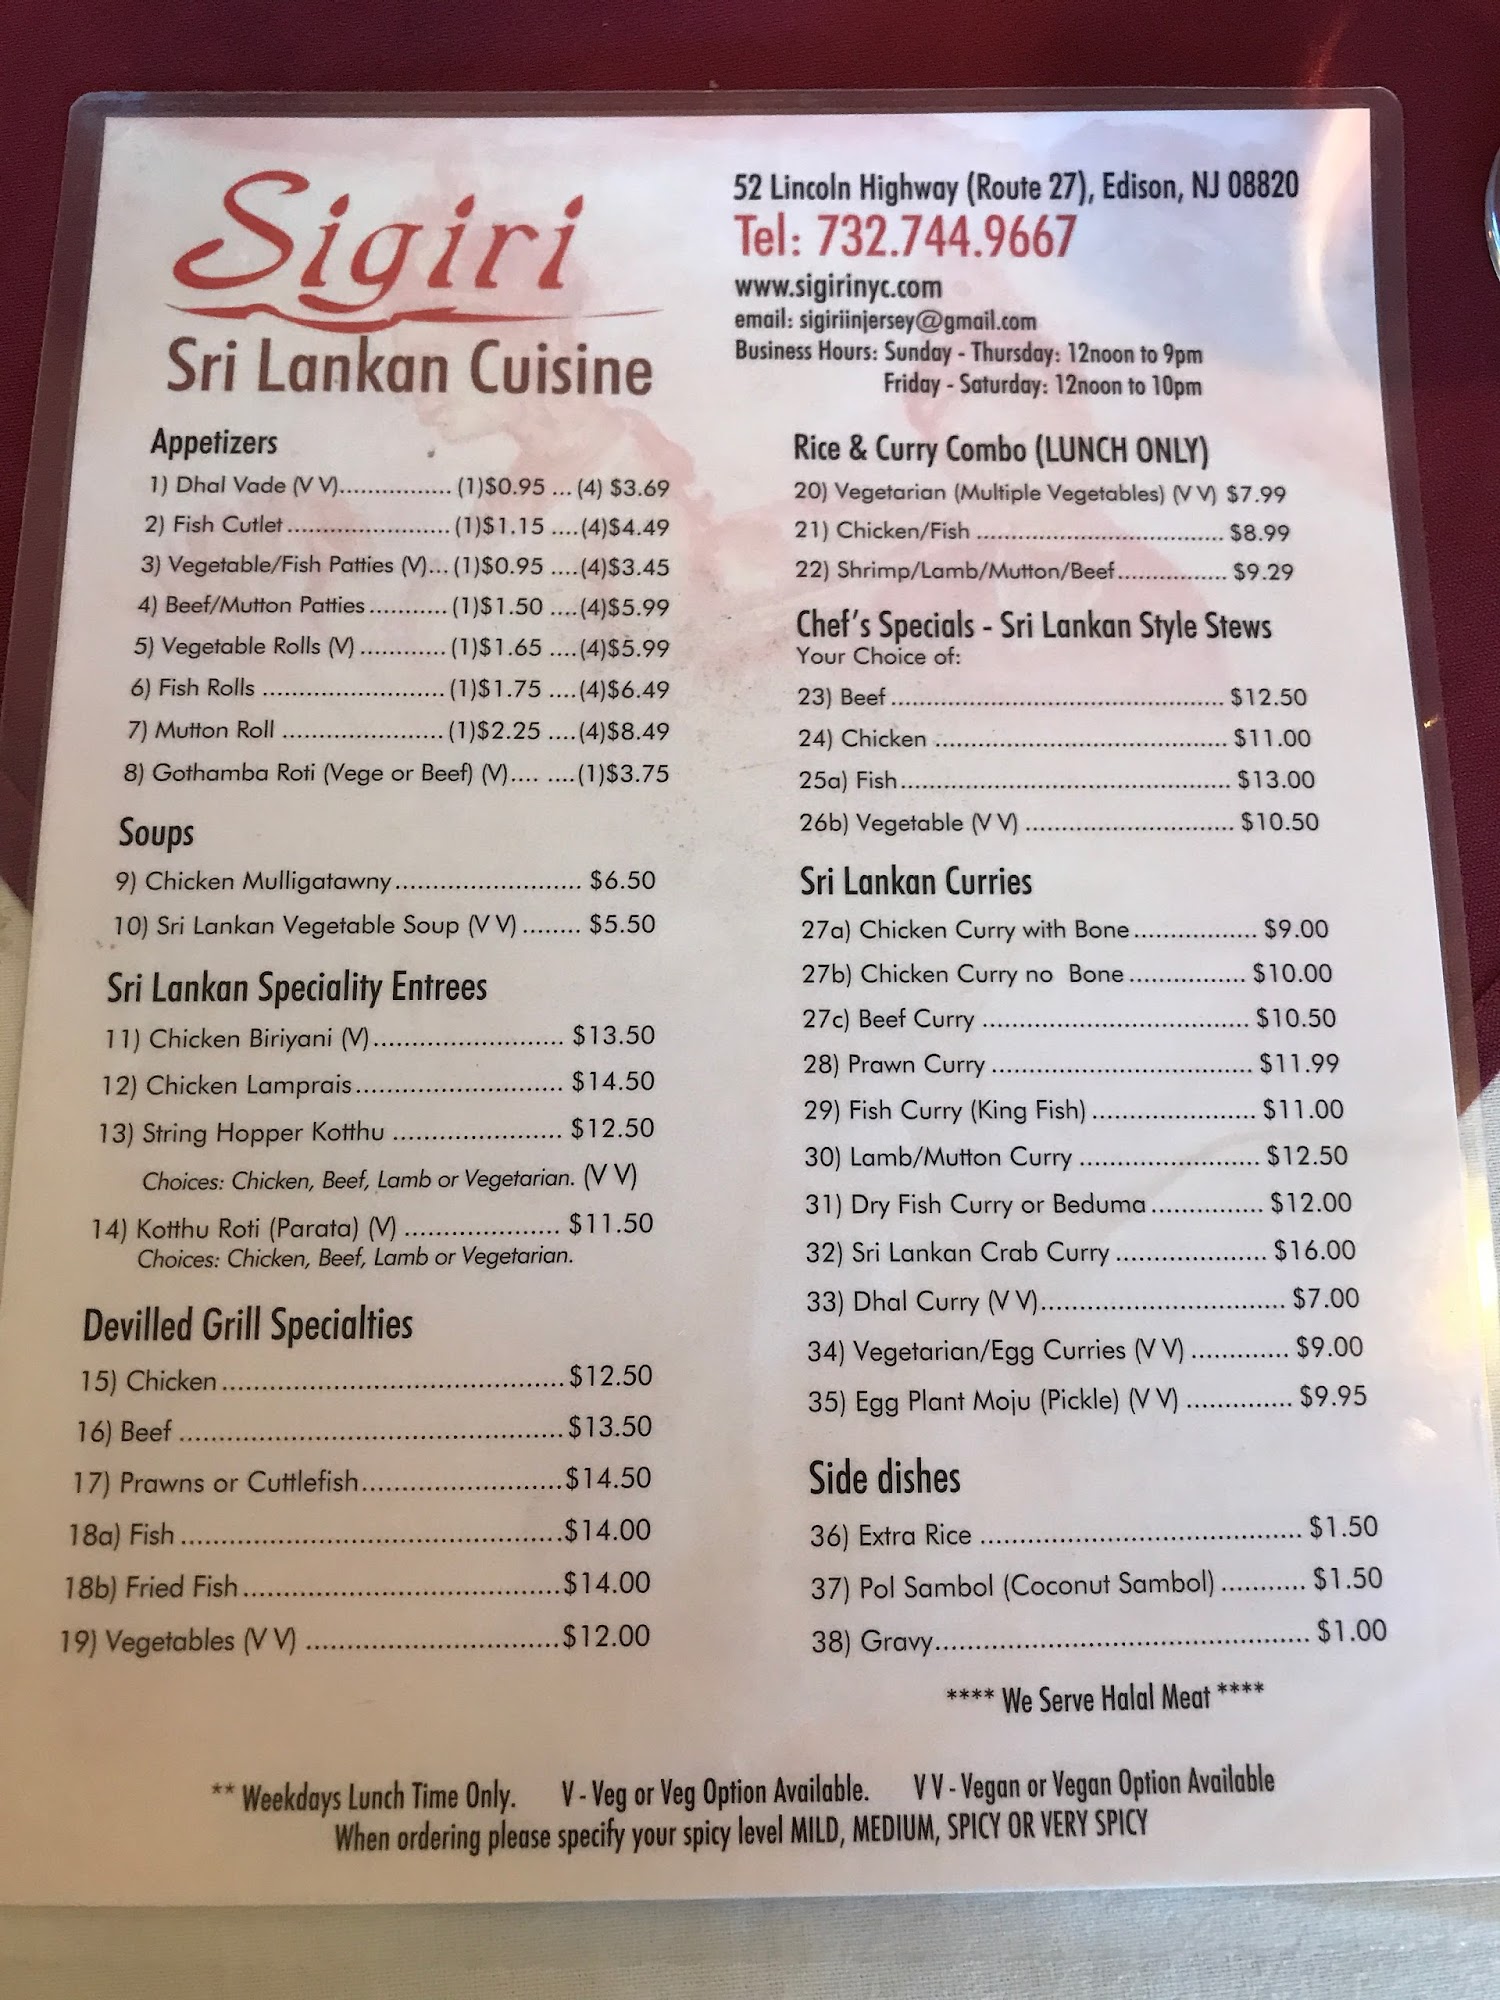 Sigiri
Sri Lankan Cuisine
52 Lincoln Highway (Route 27), Edison, NJ 08820
Tel: 732.744.9667
www.sigirinyc.com
email: sigiriinjersey@gmail.com
Business Hours: Sunday - Thursday: 12noon to 9pm
Friday - Saturday: 12noon to 10pm
Appetizers
1) Dhal Vade (V V)................ (1)$0.95 ... (4) $3.69
2) Fish Cutlet ....................... (1)$1.15 ....(4)$4.49
3) Vegetable/Fish Patties (V)... (1)$0.95 ....(4)$3.45
4) Beef/Mutton Patties ........... (1)$1.50 ....(4)$5.99
5) Vegetable Rolls (V) ............ (1)$1.65 ....(4)$5.99
6) Fish Rolls .......................... (1)$1.75 ....(4)$6.49
7) Mutton Roll ....................... (1)$2.25 ....(4)$8.49
8) Gothamba Roti (Vege or Beef) (V).... ....(1)$3.75
Soups
9) Chicken Mulligatawny.......................... $6.50
10) Sri Lankan Vegetable Soup (V V) ........ $5.50
Sri Lankan Speciality Entrees
11) Chicken Biriyani (V)......................... $13.50
12) Chicken Lamprais........................... $14.50
13) String Hopper Kotthu ...................... $12.50
Choices: Chicken, Beef, Lamb or Vegetarian. (V V)
14) Kotthu Roti (Parata) (V) .................... $11.50
Choices: Chicken, Beef, Lamb or Vegetarian.
Devilled Grill Specialties
15) Chicken ............................................$12.50
16) Beef .................................................$13.50
17) Prawns or Cuttlefish..........................$14.50
18a) Fish ................................................$14.00
18b) Fried Fish ........................................$14.00
19) Vegetables (V V) ................................$12.00
Rice & Curry Combo (LUNCH ONLY)
20) Vegetarian (Multiple Vegetables) (V V) $7.99
21) Chicken/Fish .................................... $8.99
22) Shrimp/Lamb/Mutton/Beef................ $9.29
Chef's Specials - Sri Lankan Style Stews
Your Choice of:
23) Beef ................................................ $12.50
24) Chicken .......................................... $11.00
25a) Fish............................................... $13.00
26b) Vegetable (V V) .............................. $10.50
Sri Lankan Curries
27a) Chicken Curry with Bone ................. $9.00
27b) Chicken Curry no Bone ................ $10.00
27c) Beef Curry ..................................... $10.50
28) Prawn Curry ................................... $11.99
29) Fish Curry (King Fish) ...................... $11.00
30) Lamb/Mutton Curry ........................ $12.50
31) Dry Fish Curry or Beduma ............... $12.00
32) Sri Lankan Crab Curry .................... $16.00
33) Dhal Curry (V V)................................ $7.00
34) Vegetarian/Egg Curries (V V) ............. $9.00
35) Egg Plant Moju (Pickle) (V V) .............. $9.95
Side dishes
36) Extra Rice .......................................... $1.50
37) Pol Sambol (Coconut Sambol) ........... $1.50
38) Gravy................................................. $1.00
**** We Serve Halal Meat ****
** Weekdays Lunch Time Only. V - Veg or Veg Option Available. V V - Vegan or Vegan Option Available
When ordering please specify your spicy level MILD, MEDIUM, SPICY OR VERY SPICY